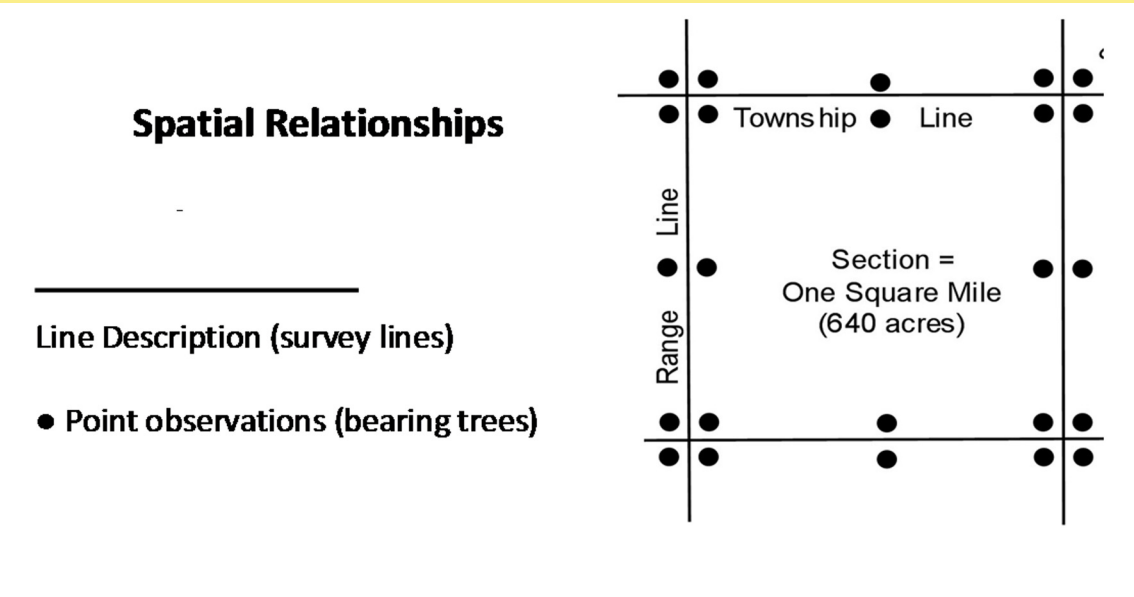 Spatial Relationships
-
Line Description (survey lines)
● Point observations (bearing trees)
Township Line
Range Line
Section =
One Square Mile
(640 acres)